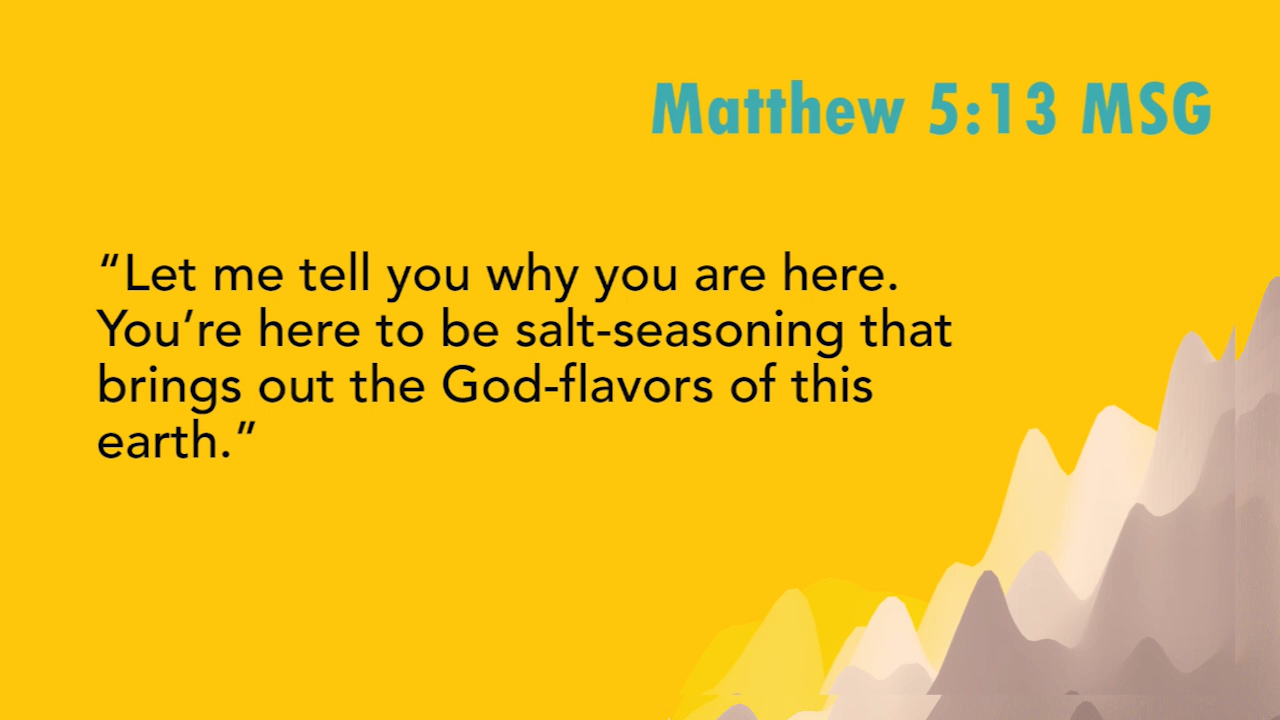 Matthew 5:13 MSG
“Let me tell you why you are here.
You’re here to be salt-seasoning that
brings out the God-flavors of this
earth.”